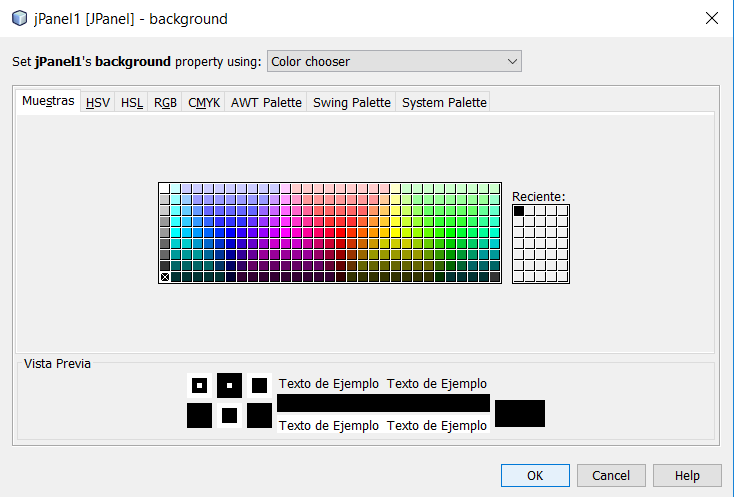 jPanel1 [JPanel] - background
Set jPanel1's background property using: Color chooser
Muestras HSV HSL RGB CMYK AWT Palette Swing Palette System Palette
Reciente:
Vista Previa
Texto de Ejemplo Texto de Ejemplo
Texto de Ejemplo Texto de Ejemplo
OK Cancel Help